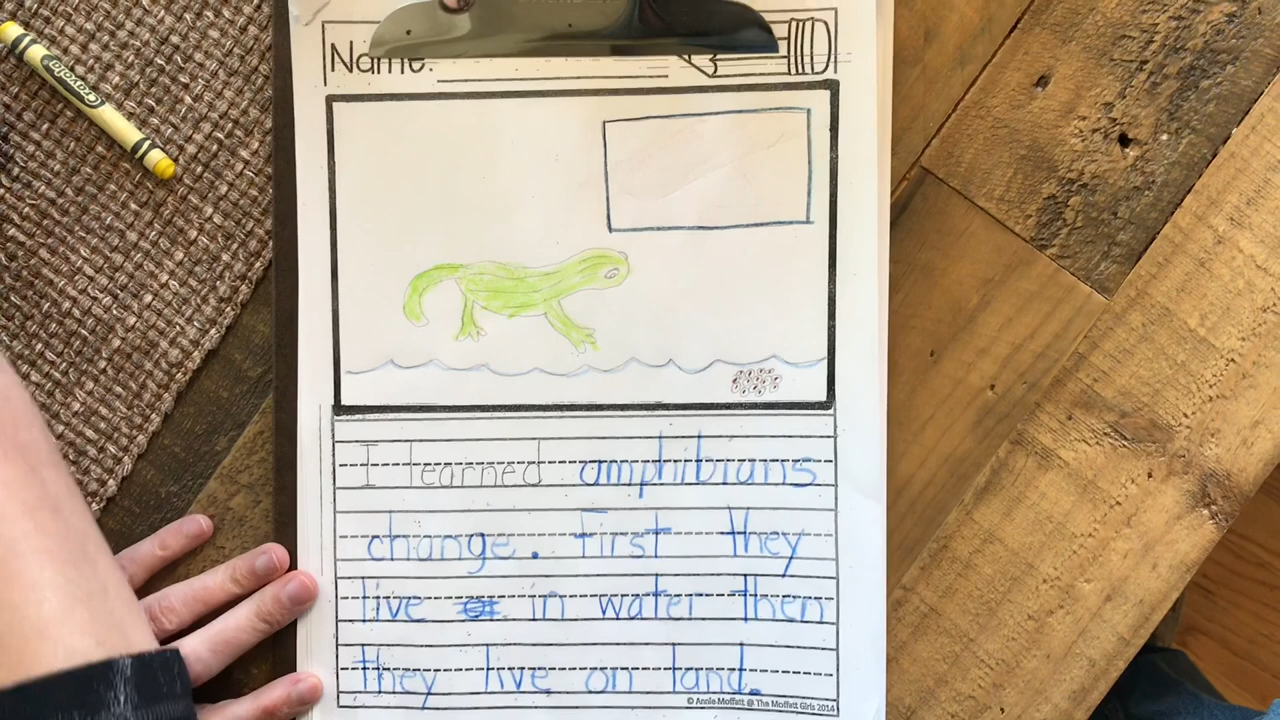 Crayola
Name:
I learned amphibians
change. First they
live in water then
they live on land.
© Annie Moffatt @ The Moffatt Girls 2014